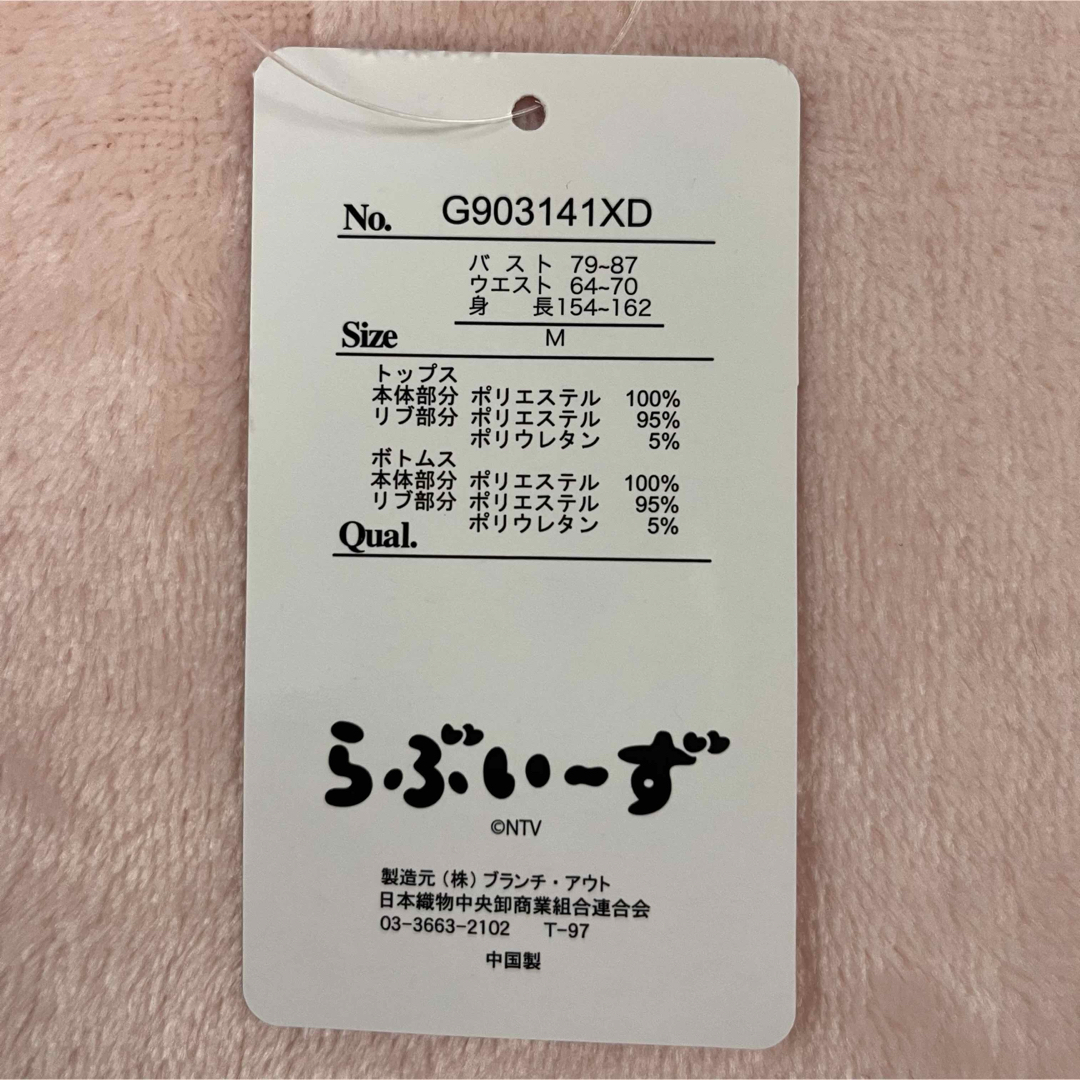 No. G903141XD
バスト 79~87
ウエスト 64~70
身 長154~162
Size M
トップス
本体部分 ポリエステル 100%
リブ部分 ポリエステル 95%
ポリウレタン 5%
ボトムス
本体部分 ポリエステル 100%
リブ部分 ポリエステル 95%
ポリウレタン 5%
Qual.
らぶいーず
©NTV
製造元（株）ブランチ・アウト
日本織物中央卸商業組合連合会
03-3663-2102 T-97
中国製